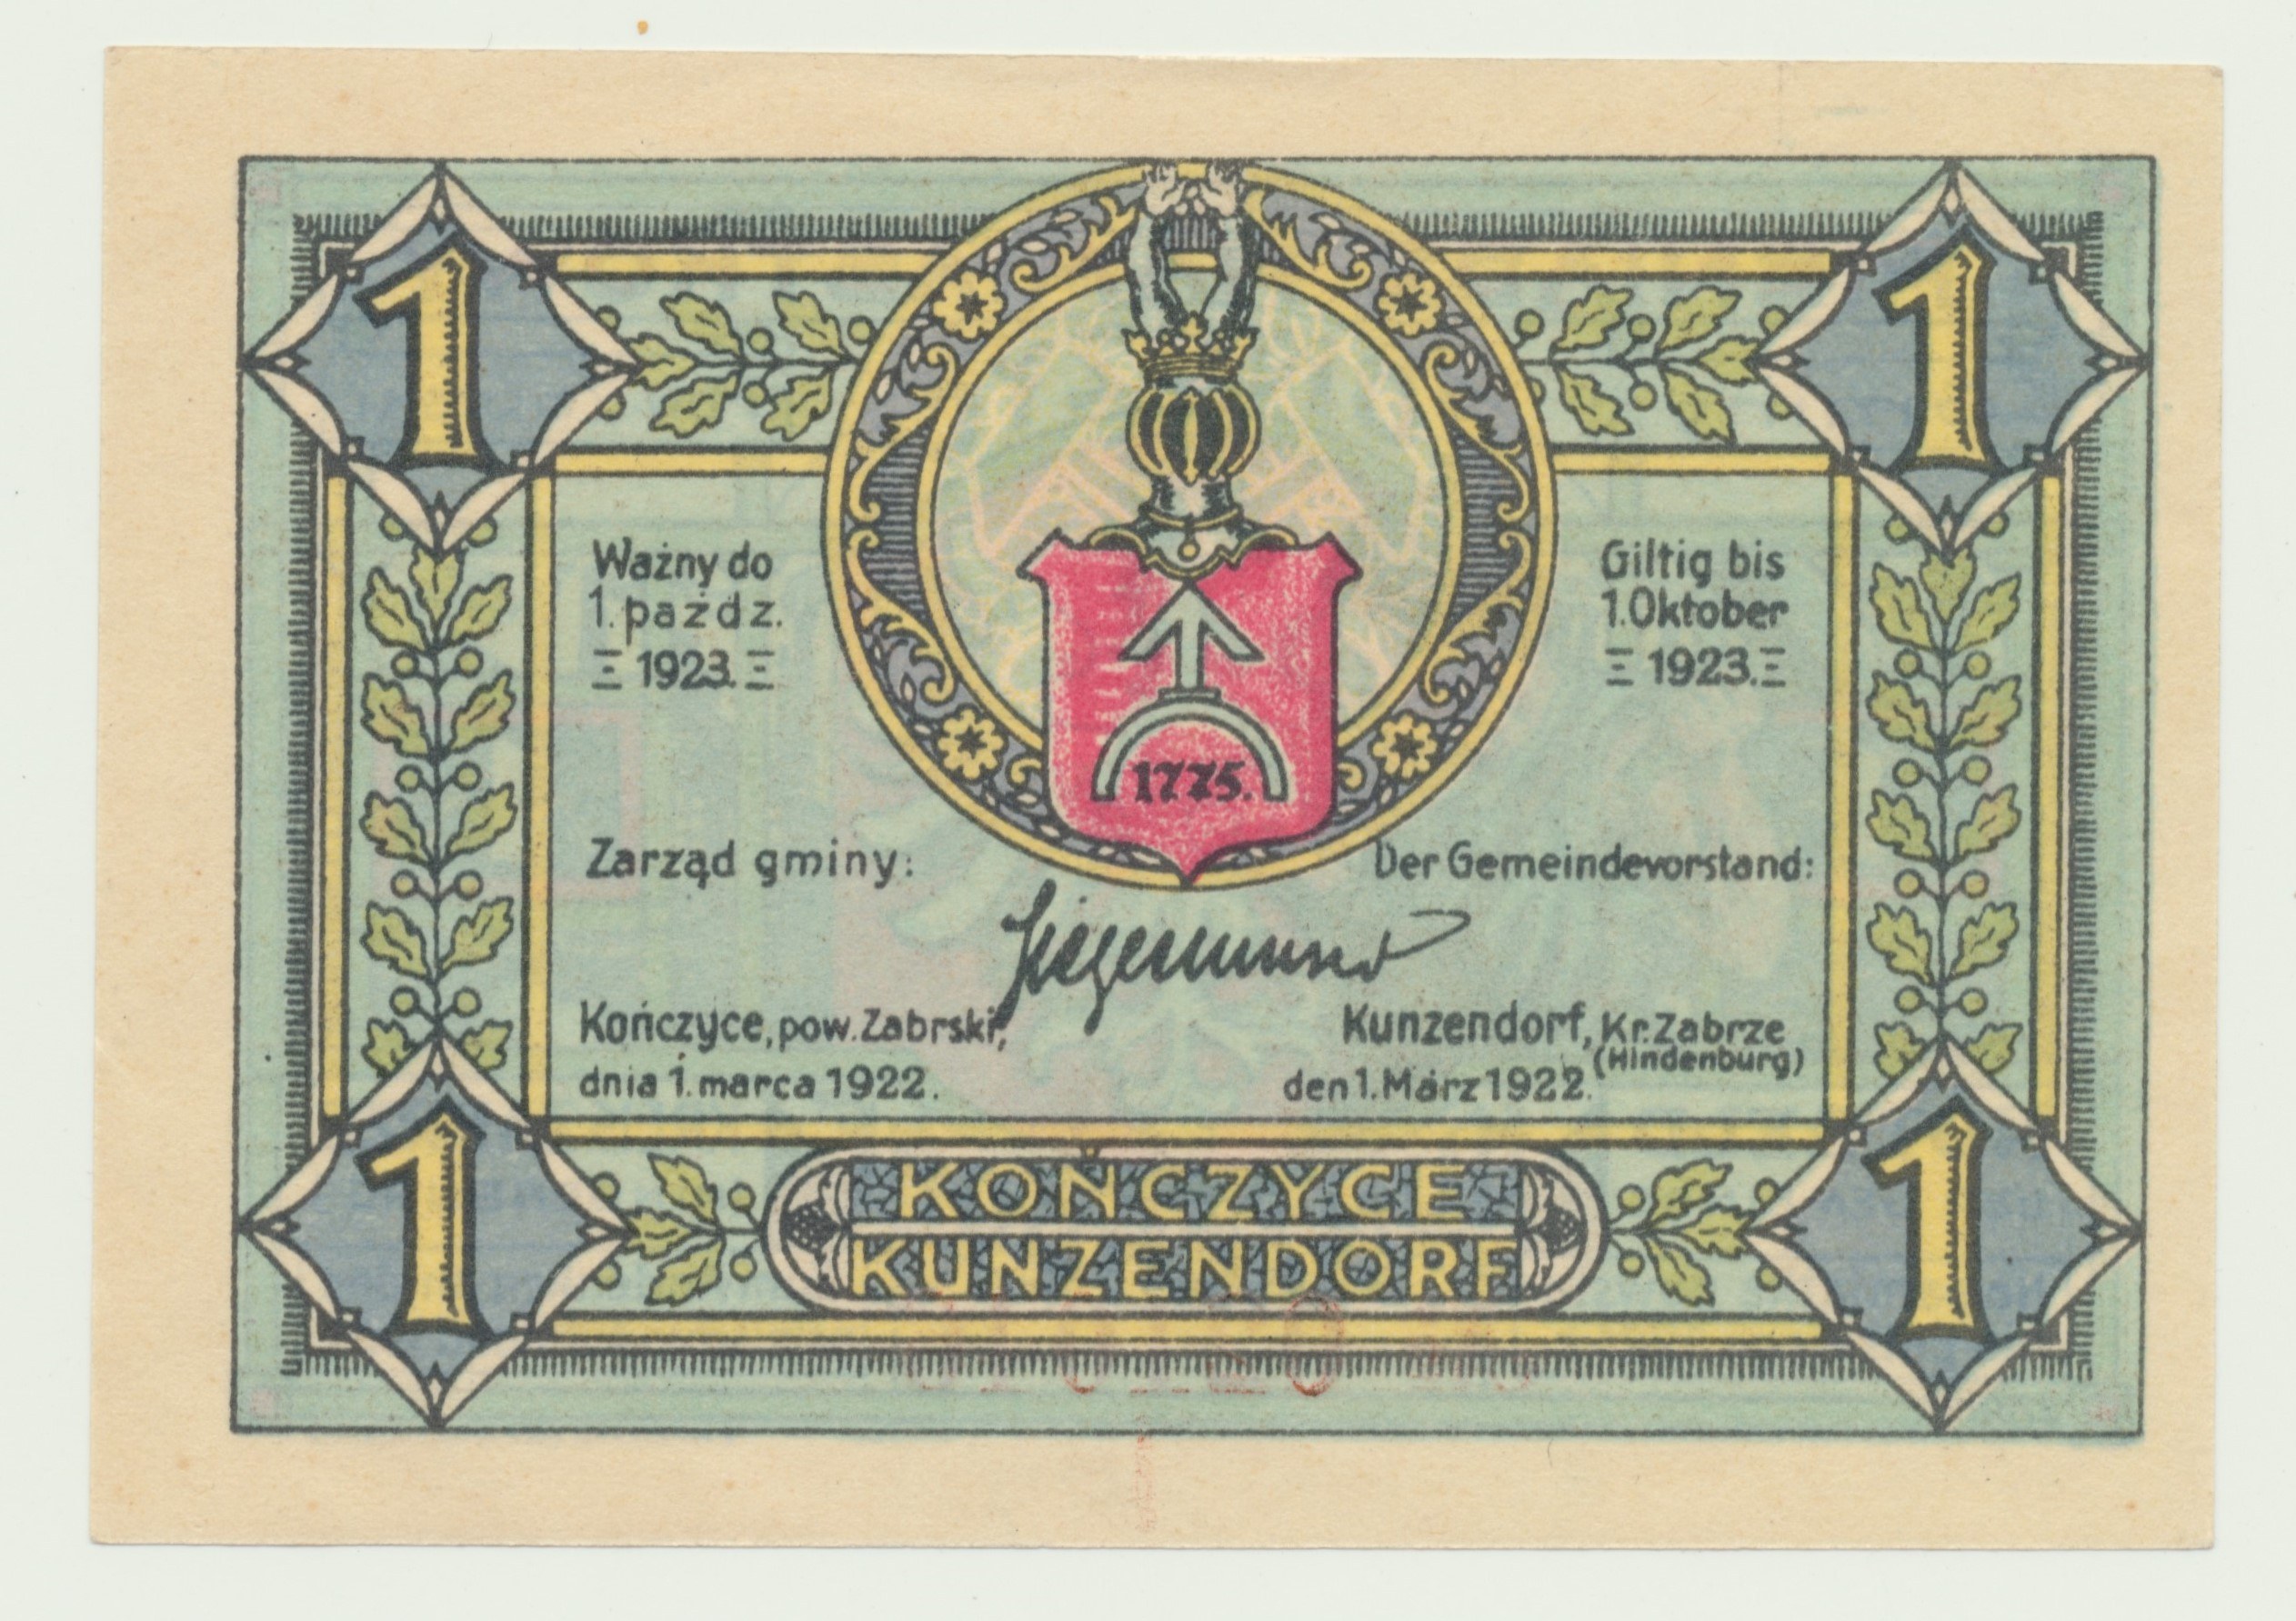 1
1
Ważny do
1. paźdz.
1923.
Giltig bis
1. Oktober
1923.
1775.
Zarząd gminy:
Der Gemeindevorstand:
Kończyce, pow. Zabrski,
dnia 1. marca 1922.
Kunzendorf, Kr. Zabrze
(Hindenburg)
den 1. März 1922.
1
KOŃCZYCE
KUNZENDORF
1